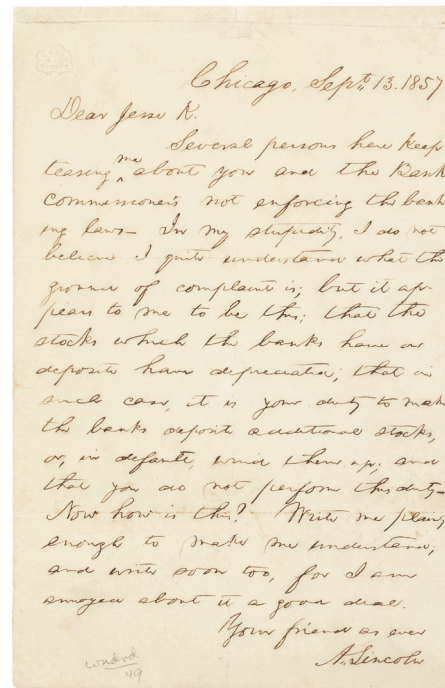 Chicago, Sept. 13. 1857
Dear Jesse K.
Several persons here keep
teasing me about you and the Bank
Commissioners not enforcing the bank
ing laws— In my stupidity, I do not
believe I quite understand what the
ground of complaint is; but it ap-
pears to me to be this; that the
stocks which the banks have on
deposite have depreciated; that in
such case, it is your duty to make
the banks deposite additional stocks,
or, in default, wind them up; and
that you do not perform this duty—
Now how is this? Write me plain
enough to make me understand,
and write soon too, for I am
annoyed about it a good deal.
Your friend as ever
A. Lincoln
49